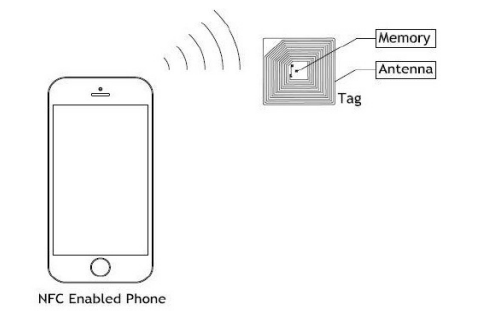 Memory
Antenna
Tag
NFC Enabled Phone